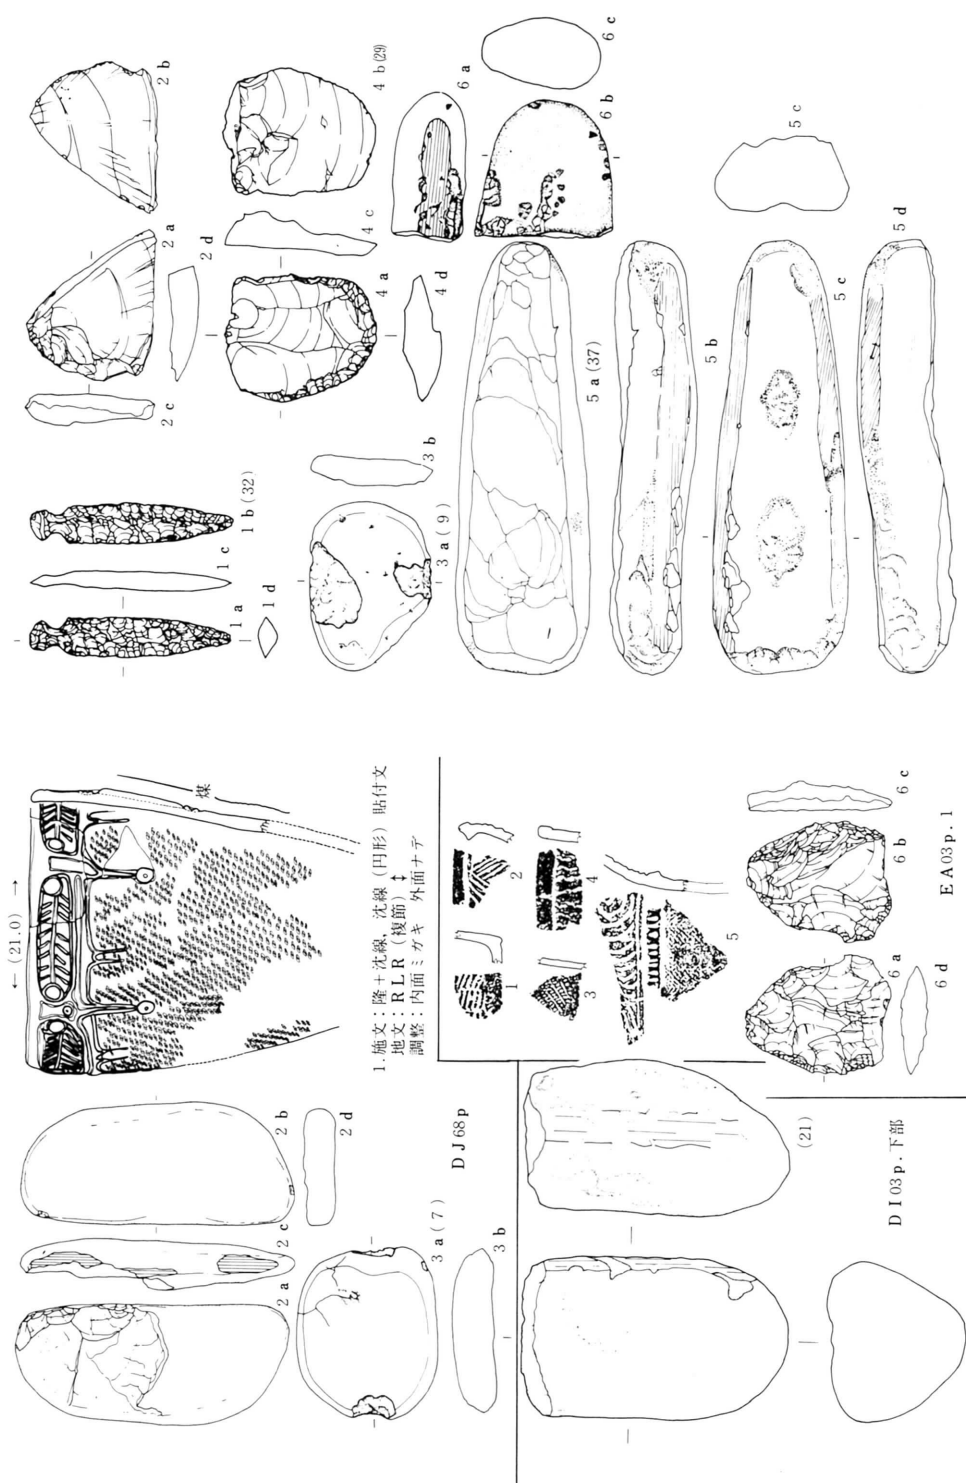 ← (21.0) →
煤
1. 施文：隆＋沈線、沈線（円形）貼付文
地文：RLR（複節）↕
調整：内面ミガキ 外面ナデ
2a
2c
2b
2d
3a(7)
3b
DJ68p
(21)
DI03p.下部
1
2
3
4
5
6a
6b
6c
6d
EA03p.1
1a
1c
1b(32)
1d
2c
2a
2b
2d
3a(9)
3b
4a
4c
4b(29)
4d
5a(37)
5b
5c
5c
5d
6a
6b
6c